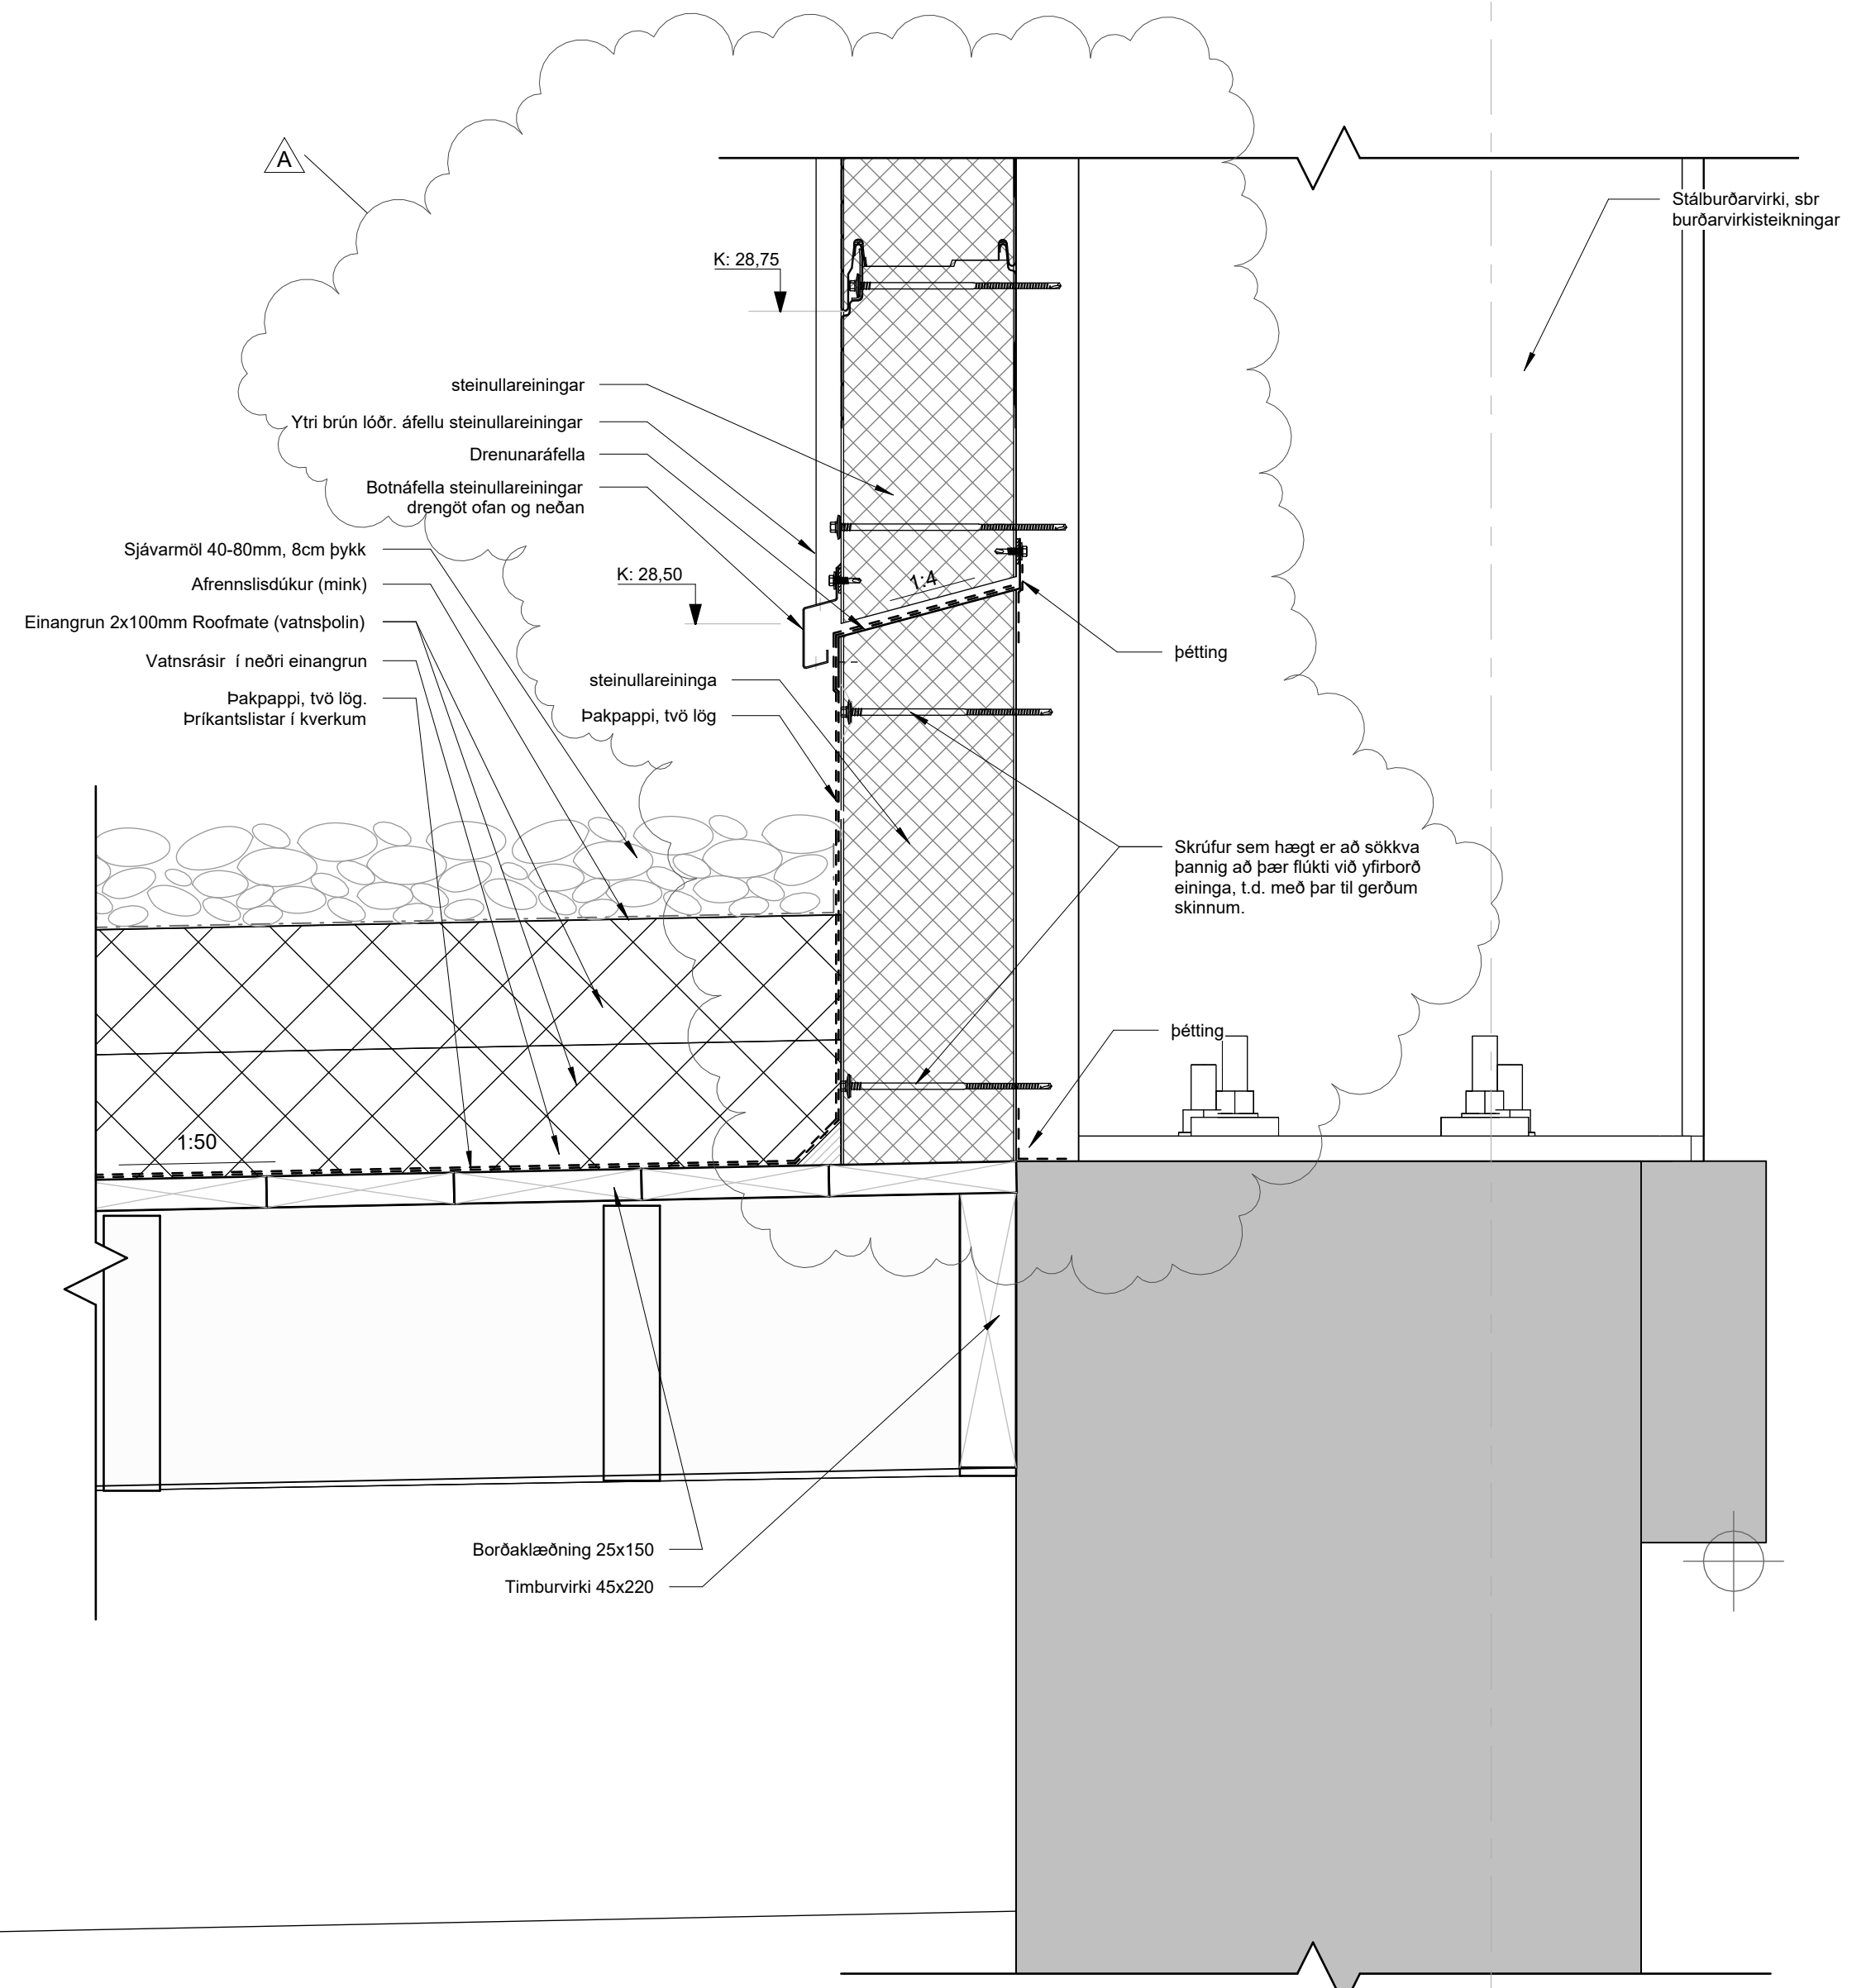 A
Stálburðarvirki, sbr
burðarvirkisteikningar
K: 28,75
steinullareiningar
Ytri brún lóðr. áfellu steinullareiningar
Drenunaráfella
Botnáfella steinullareiningar
drengöt ofan og neðan
Sjávarmöl 40-80mm, 8cm þykk
K: 28,50
1:4
Afrennslisdúkur (mink)
Einangrun 2x100mm Roofmate (vatnsþolin)
Vatnsrásir í neðri einangrun
þétting
steinullareininga
Þakpappi, tvö lög.
Þríkantslistar í kverkum
Þakpappi, tvö lög
Skrúfur sem hægt er að sökkva
þannig að þær flúkti við yfirborð
eininga, t.d. með þar til gerðum
skinnum.
þétting
1:50
Borðaklæðning 25x150
Timburvirki 45x220